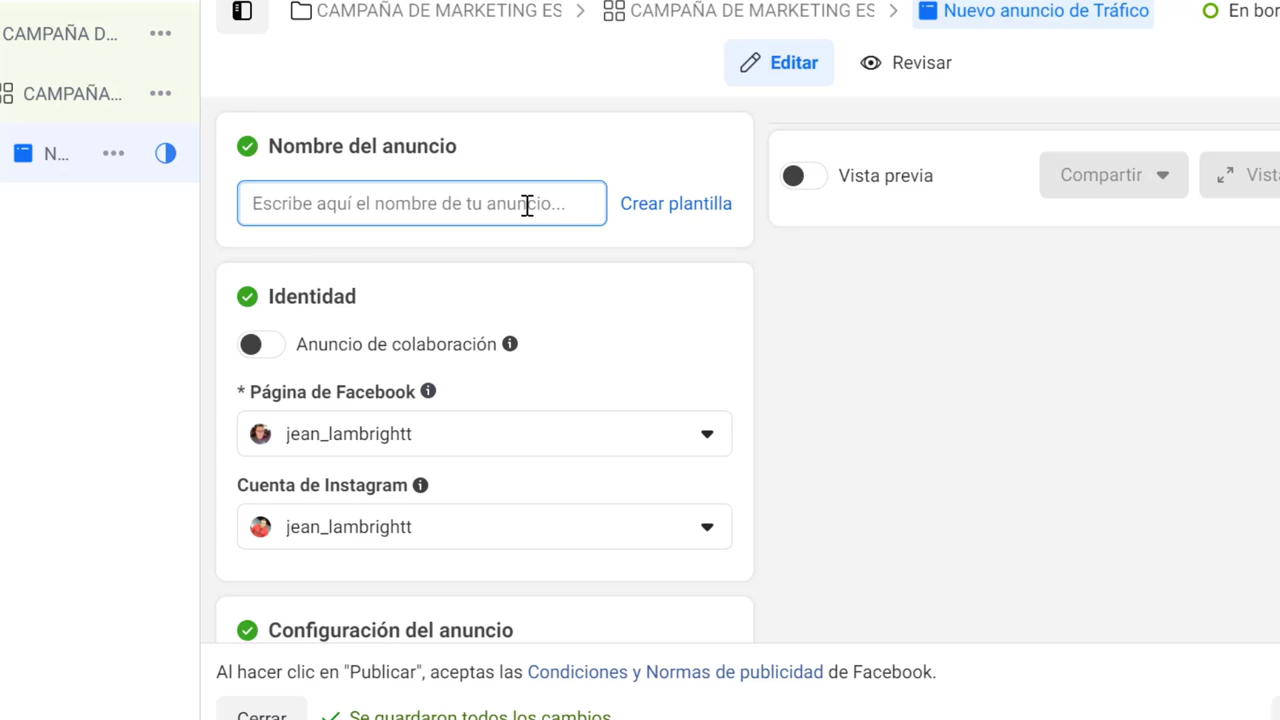 CAMPAÑA DE MARKETING ES > CAMPAÑA DE MARKETING ES > Nuevo anuncio de Tráfico En bor
CAMPAÑA D...
Editar Revisar
CAMPAÑA...
N...
Nombre del anuncio
Escribe aquí el nombre de tu anuncio... Crear plantilla
Vista previa Compartir Vista
Identidad
Anuncio de colaboración
* Página de Facebook
jean_lambrightt
Cuenta de Instagram
jean_lambrightt
Configuración del anuncio
Al hacer clic en "Publicar", aceptas las Condiciones y Normas de publicidad de Facebook.
Cerrar Se guardaron todos los cambios